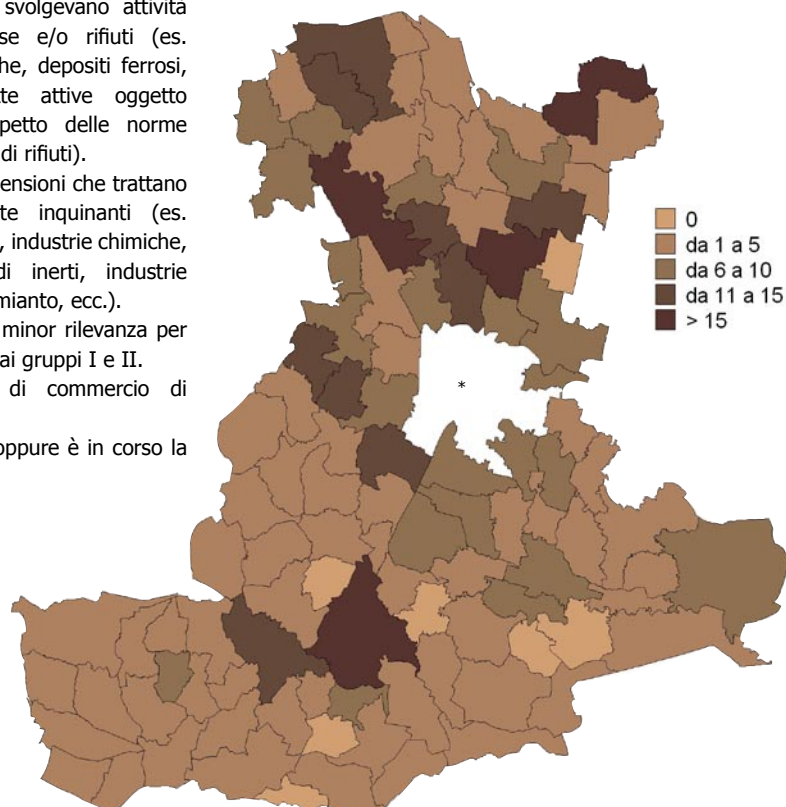 svolgevano attività
se e/o rifiuti (es.
he, depositi ferrosi,
te attive oggetto
petto delle norme
di rifiuti).
ensioni che trattano
te inquinanti (es.
, industrie chimiche,
di inerti, industrie
mianto, ecc.).
minor rilevanza per
ai gruppi I e II.
di commercio di
oppure è in corso la
0
da 1 a 5
da 6 a 10
da 11 a 15
> 15
*